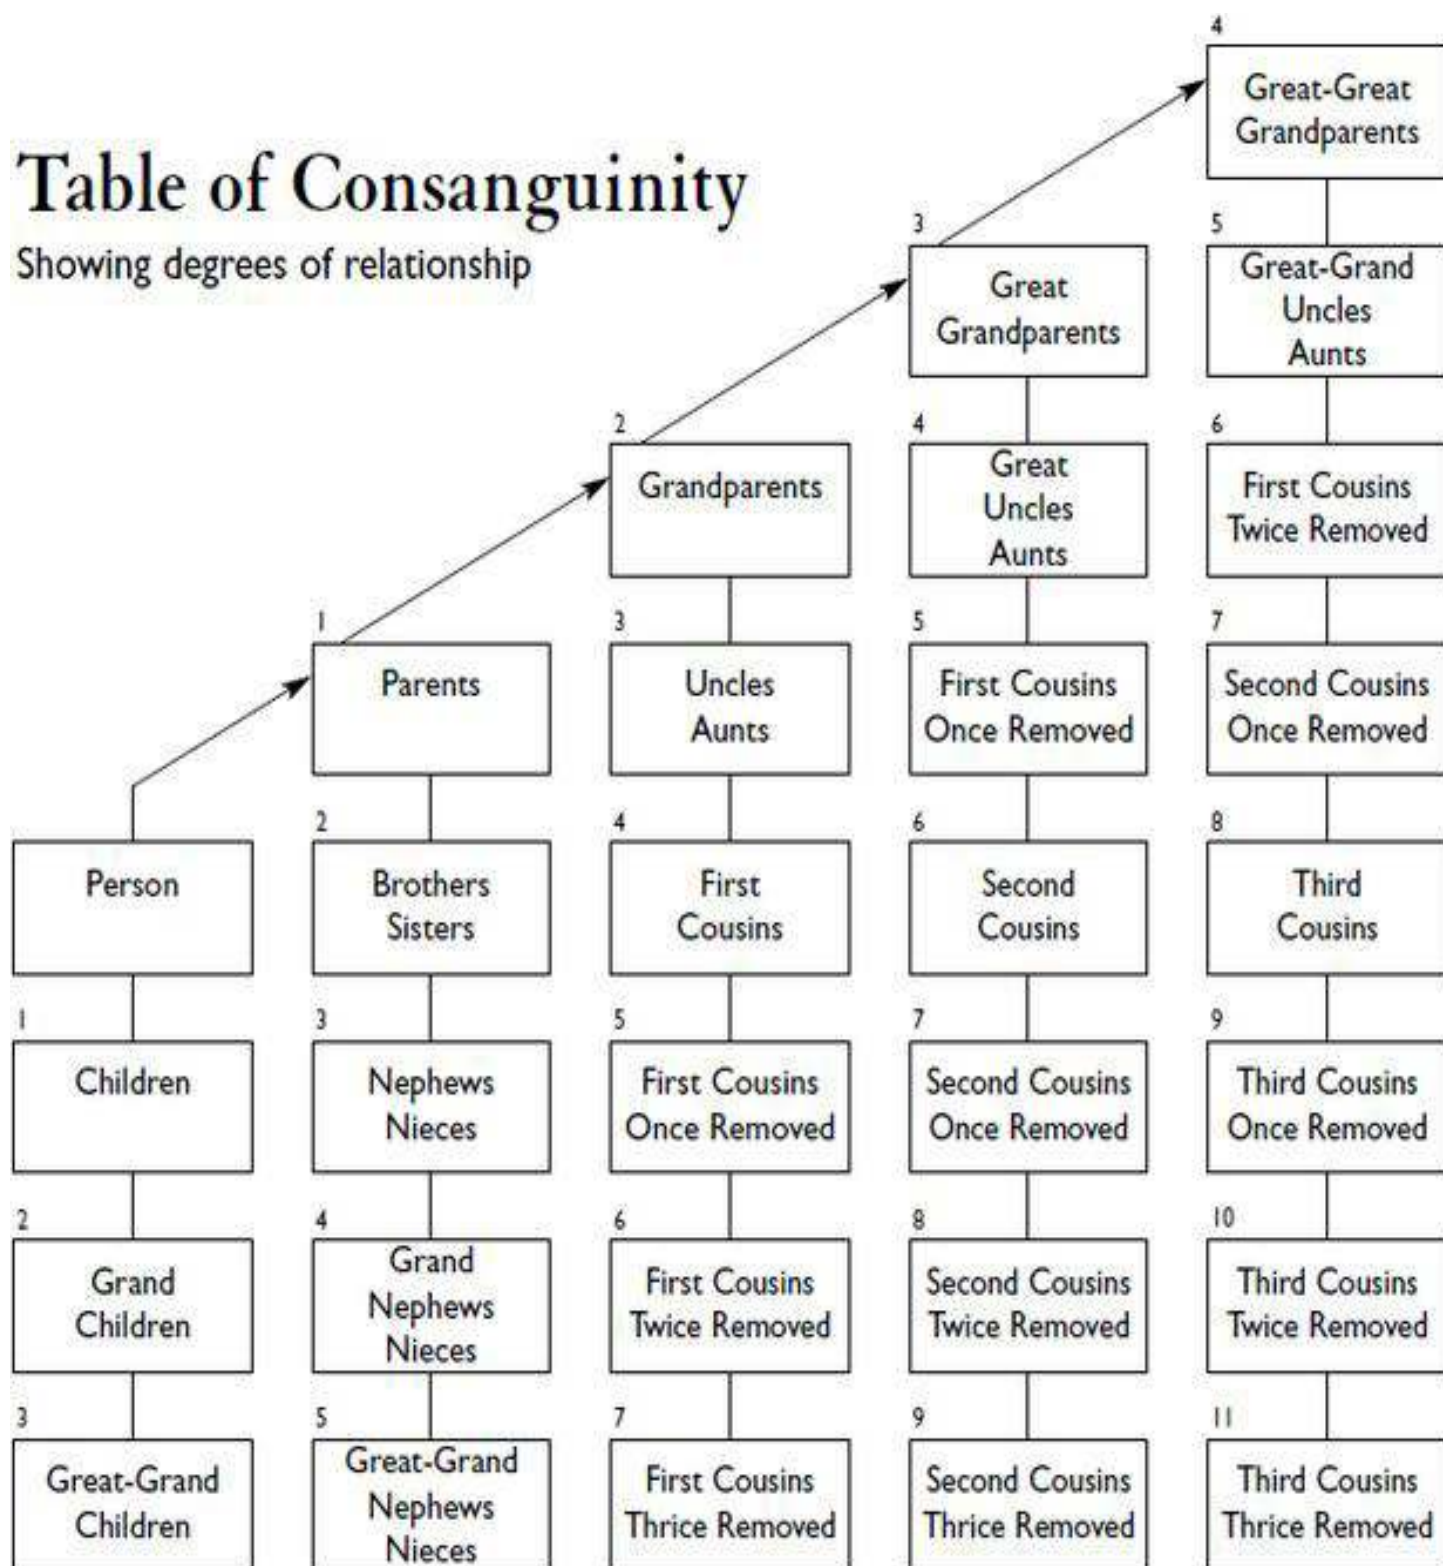 4
Great-Great
Grandparents
Table of Consanguinity
Showing degrees of relationship
3
Great
Grandparents
5
Great-Grand
Uncles
Aunts
2
Grandparents
4
Great
Uncles
Aunts
6
First Cousins
Twice Removed
1
Parents
3
Uncles
Aunts
5
First Cousins
Once Removed
7
Second Cousins
Once Removed
Person
2
Brothers
Sisters
4
First
Cousins
6
Second
Cousins
8
Third
Cousins
1
Children
3
Nephews
Nieces
5
First Cousins
Once Removed
7
Second Cousins
Once Removed
9
Third Cousins
Once Removed
2
Grand
Children
4
Grand
Nephews
Nieces
6
First Cousins
Twice Removed
8
Second Cousins
Twice Removed
10
Third Cousins
Twice Removed
3
Great-Grand
Children
5
Great-Grand
Nephews
Nieces
7
First Cousins
Thrice Removed
9
Second Cousins
Thrice Removed
11
Third Cousins
Thrice Removed